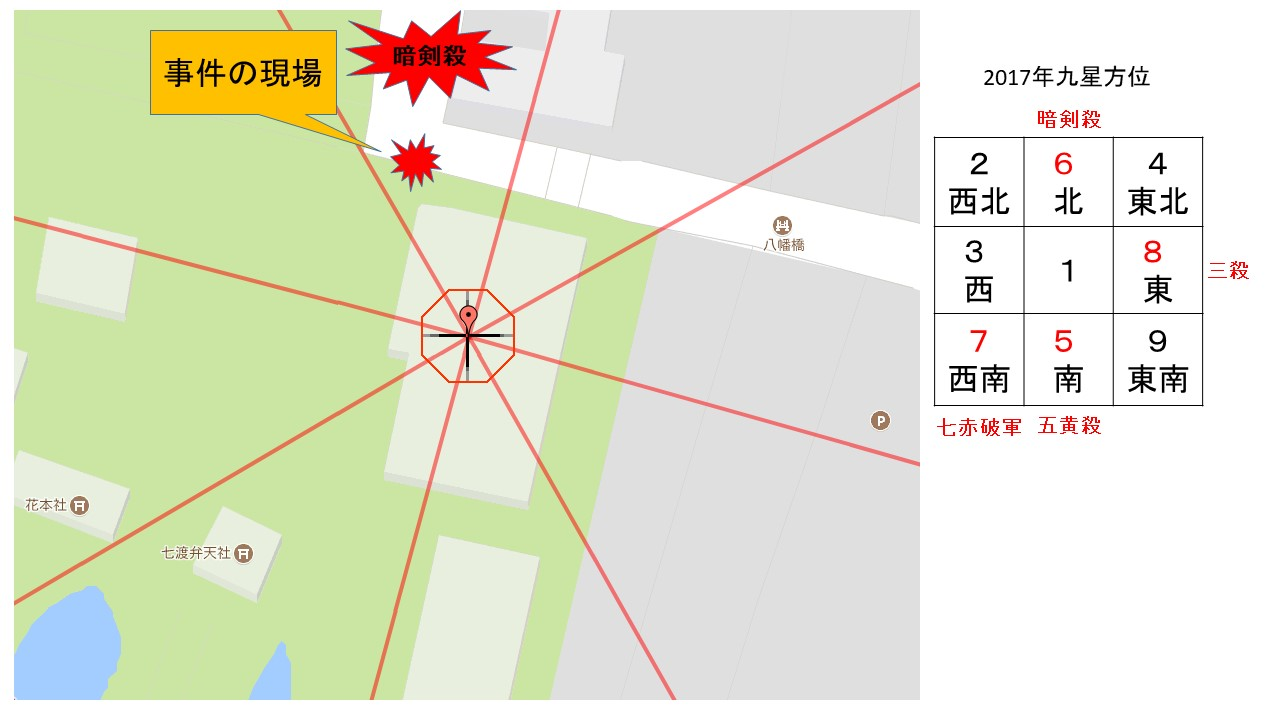 事件の現場
暗剣殺
八幡橋
P
花本社
七渡弁天社
2017年九星方位
暗剣殺
2 6 4
西北 北 東北
3 1 8
西 東
三殺
7 5 9
西南 南 東南
七赤破軍 五黄殺